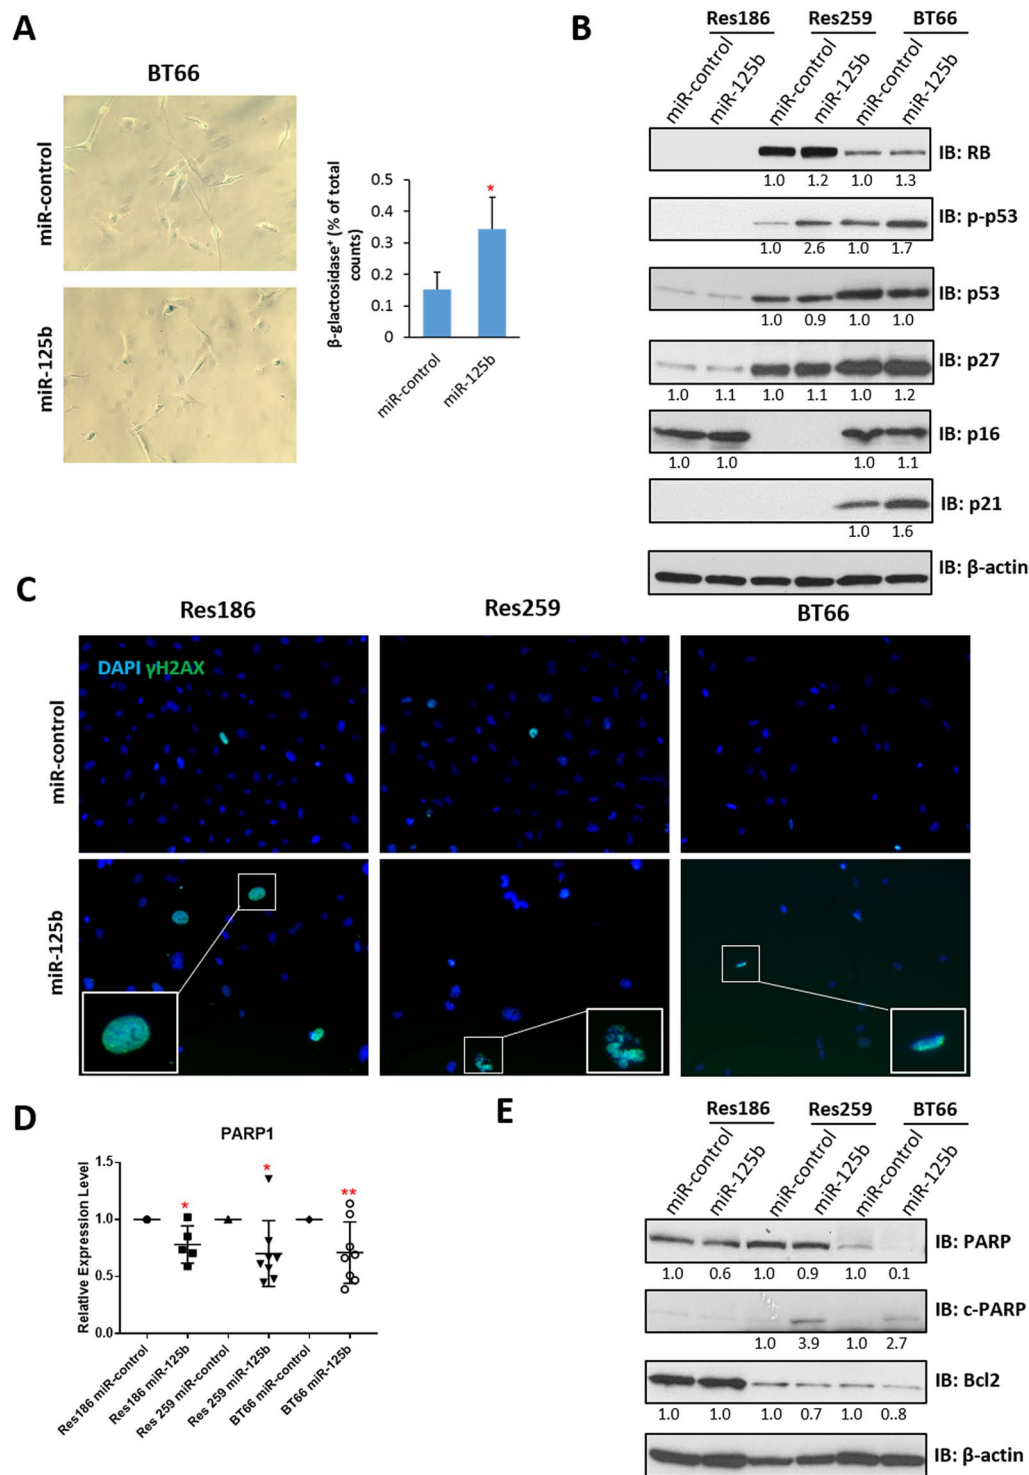 A
BT66
miR-control
miR-125b
β-glactosidase⁺ (% of total
counts)
0.5
0.4
0.3
0.2
0.1
0
*
miR-control
miR-125b
B
Res186 Res259 BT66
miR-control miR-125b miR-control miR-125b miR-control miR-125b
IB: RB
1.0 1.2 1.0 1.3
IB: p-p53
1.0 2.6 1.0 1.7
IB: p53
1.0 0.9 1.0 1.0
IB: p27
1.0 1.1 1.0 1.1 1.0 1.2
IB: p16
1.0 1.0 1.0 1.1
IB: p21
1.0 1.6
IB: β-actin
C
Res186 Res259 BT66
miR-control
DAPI γH2AX
miR-125b
D
PARP1
Relative Expression Level
1.5
1.0
0.5
0.0
* * **
Res186 miR-control
Res186 miR-125b
Res 259 miR-control
Res 259 miR-125b
BT66 miR-control
BT66 miR-125b
E
Res186 Res259 BT66
miR-control miR-125b miR-control miR-125b miR-control miR-125b
IB: PARP
1.0 0.6 1.0 0.9 1.0 0.1
IB: c-PARP
1.0 3.9 1.0 2.7
IB: Bcl2
1.0 1.0 1.0 0.7 1.0 0..8
IB: β-actin